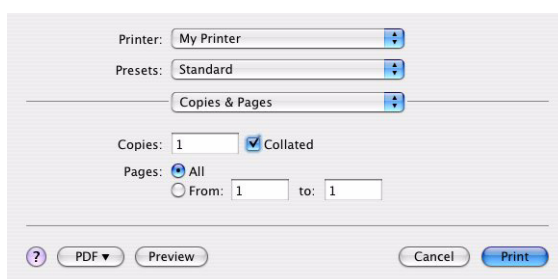 Printer: My Printer
Presets: Standard
Copies & Pages
Copies: 1 Collated
Pages: All
From: 1 to: 1
? PDF ▼ Preview Cancel Print